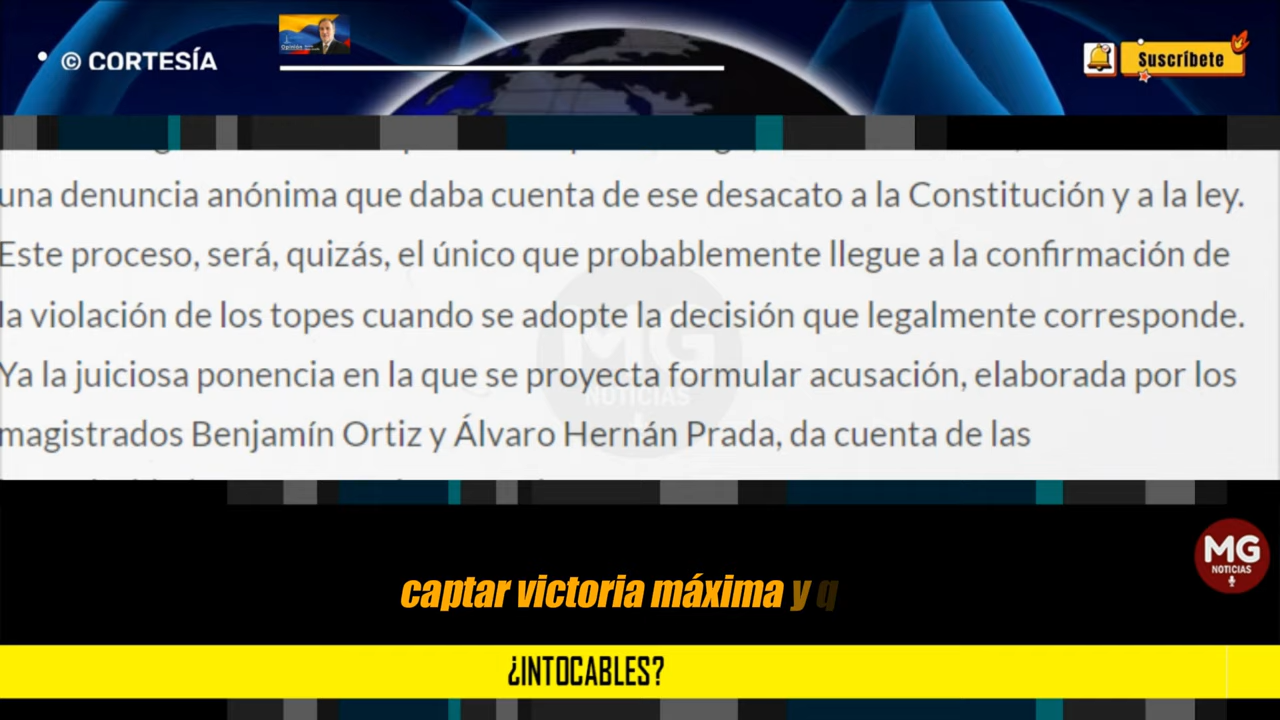 © CORTESÍA
Opinión
Suscríbete
una denuncia anónima que daba cuenta de ese desacato a la Constitución y a la ley.
Este proceso, será, quizás, el único que probablemente llegue a la confirmación de
la violación de los topes cuando se adopte la decisión que legalmente corresponde.
Ya la juiciosa ponencia en la que se proyecta formular acusación, elaborada por los
magistrados Benjamín Ortiz y Álvaro Hernán Prada, da cuenta de las
MG
NOTICIAS
captar victoria máxima y q
MG
NOTICIAS
¿INTOCABLES?